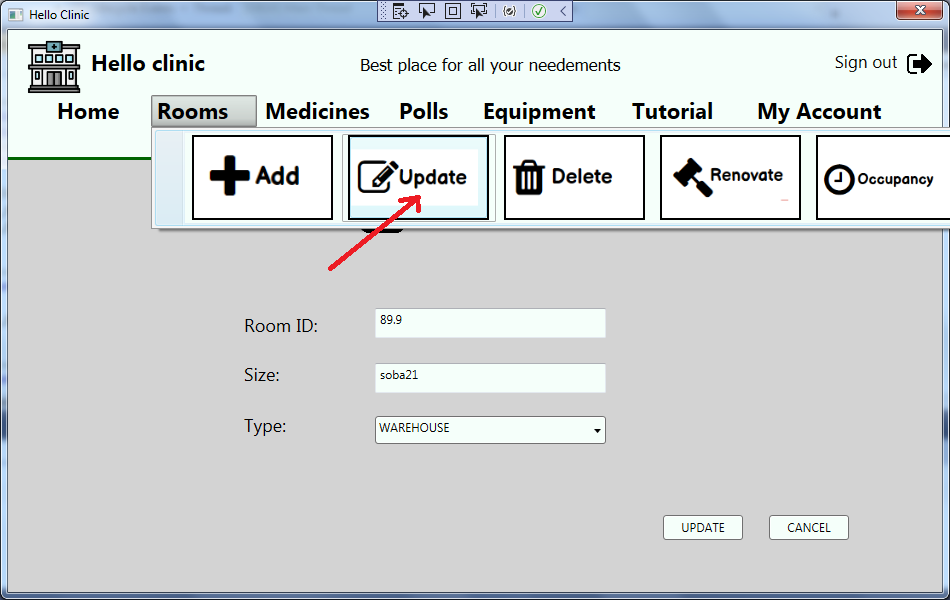 Hello Clinic
Hello clinic
Best place for all your needements
Sign out
Home Rooms Medicines Polls Equipment Tutorial My Account
Add Update Delete Renovate Occupancy
Room ID: 89.9
Size: soba21
Type: WAREHOUSE
UPDATE CANCEL